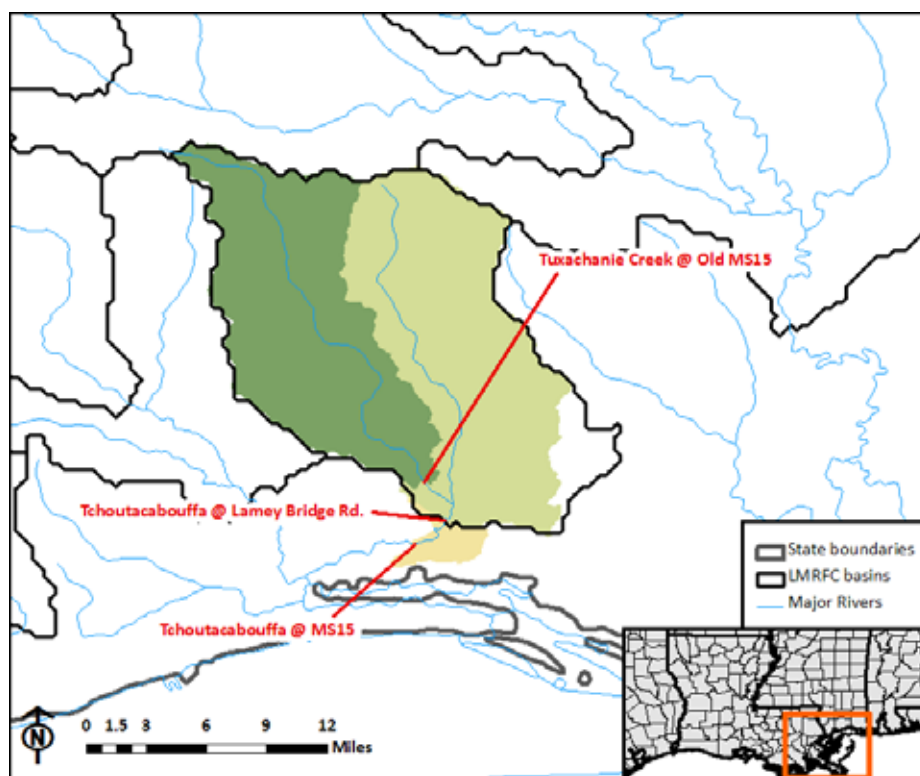 Tuxachanie Creek @ Old MS15
Tchoutacabouffa @ Lamey Bridge Rd.
Tchoutacabouffa @ MS15
State boundaries
LMRFC basins
Major Rivers
N
0 1.5 3 6 9 12
Miles